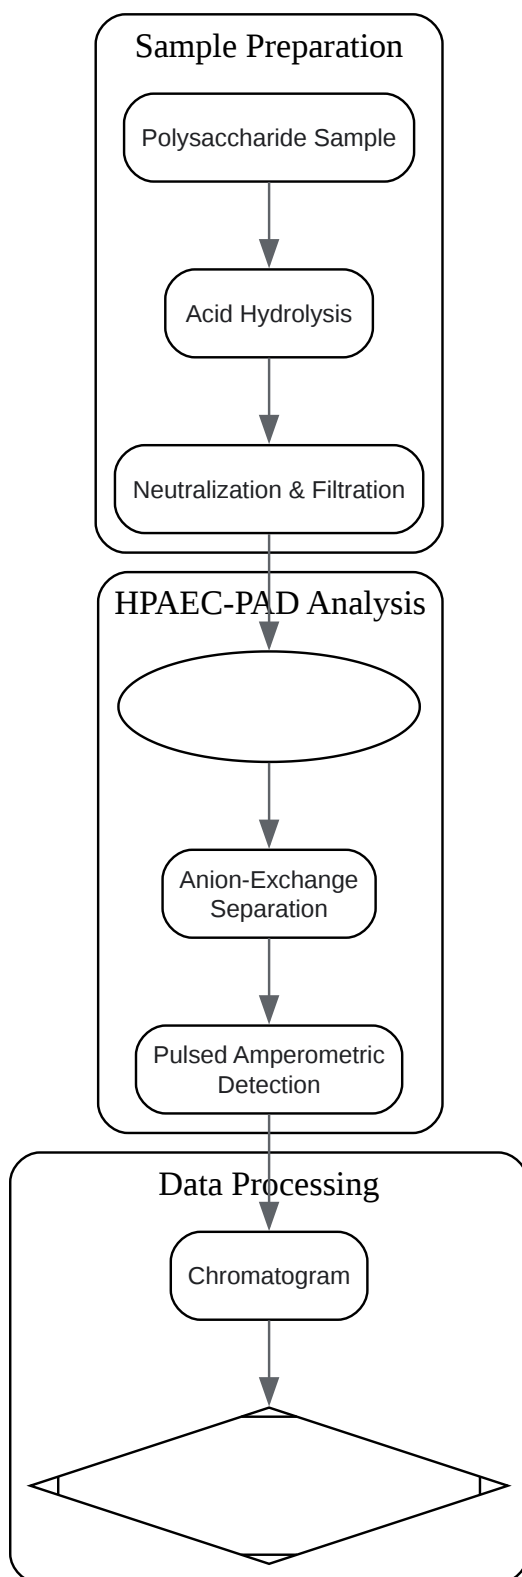 Sample Preparation
Polysaccharide Sample
Acid Hydrolysis
Neutralization & Filtration
HPAEC-PAD Analysis
Anion-Exchange
Separation
Pulsed Amperometric
Detection
Data Processing
Chromatogram